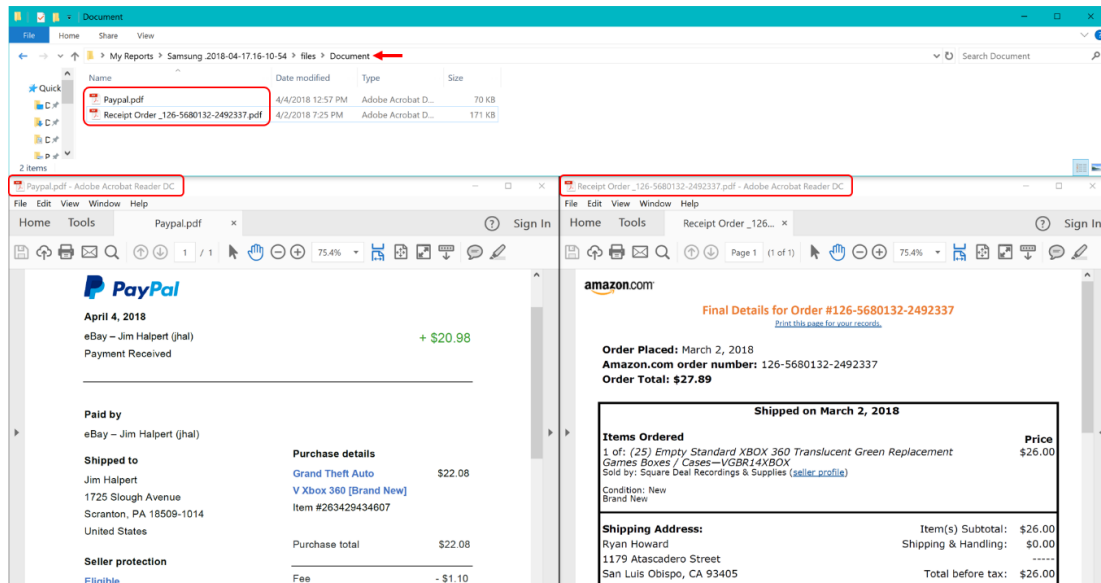 Document
File Home Share View
My Reports > Samsung .2018-04-17.16-10-54 > files > Document
Search Document
Quick
Name Date modified Type Size
Paypal.pdf 4/4/2018 12:57 PM Adobe Acrobat D... 70 KB
Receipt Order _126-5680132-2492337.pdf 4/2/2018 7:25 PM Adobe Acrobat D... 171 KB
2 items
Paypal.pdf - Adobe Acrobat Reader DC
File Edit View Window Help
Home Tools Paypal.pdf × Sign In
1 / 1 75.4%
PayPal
April 4, 2018
eBay – Jim Halpert (jhal) + $20.98
Payment Received
Paid by
eBay – Jim Halpert (jhal)
Shipped to
Jim Halpert
1725 Slough Avenue
Scranton, PA 18509-1014
United States
Seller protection
Eligible
Purchase details
Grand Theft Auto $22.08
V Xbox 360 [Brand New]
Item #263429434607
Purchase total $22.08
Fee - $1.10
Receipt Order _126-5680132-2492337.pdf - Adobe Acrobat Reader DC
File Edit View Window Help
Home Tools Receipt Order _126... × Sign In
Page 1 (1 of 1) 75.4%
amazon.com
Final Details for Order #126-5680132-2492337
Print this page for your records.
Order Placed: March 2, 2018
Amazon.com order number: 126-5680132-2492337
Order Total: $27.89
Shipped on March 2, 2018
Items Ordered Price
1 of: (25) Empty Standard XBOX 360 Translucent Green Replacement $26.00
Games Boxes / Cases—VGBR14XBOX
Sold by: Square Deal Recordings & Supplies (seller profile)
Condition: New
Brand New
Shipping Address:
Ryan Howard
1179 Atascadero Street
San Luis Obispo, CA 93405
Item(s) Subtotal: $26.00
Shipping & Handling: $0.00
-----
Total before tax: $26.00